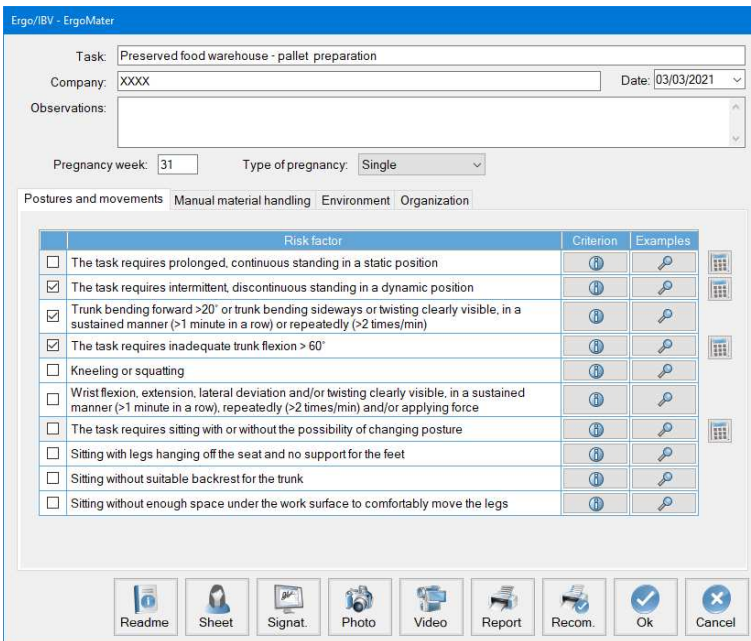 Ergo/IBV - ErgoMater
Task: Preserved food warehouse - pallet preparation
Company: XXXX Date: 03/03/2021
Observations:
Pregnancy week: 31 Type of pregnancy: Single
Postures and movements Manual material handling Environment Organization
Risk factor Criterion Examples
The task requires prolonged, continuous standing in a static position
The task requires intermittent, discontinuous standing in a dynamic position
Trunk bending forward >20° or trunk bending sideways or twisting clearly visible, in a
sustained manner (>1 minute in a row) or repeatedly (>2 times/min)
The task requires inadequate trunk flexion > 60°
Kneeling or squatting
Wrist flexion, extension, lateral deviation and/or twisting clearly visible, in a sustained
manner (>1 minute in a row), repeatedly (>2 times/min) and/or applying force
The task requires sitting with or without the possibility of changing posture
Sitting with legs hanging off the seat and no support for the feet
Sitting without suitable backrest for the trunk
Sitting without enough space under the work surface to comfortably move the legs
Readme Sheet Signat. Photo Video Report Recom. Ok Cancel